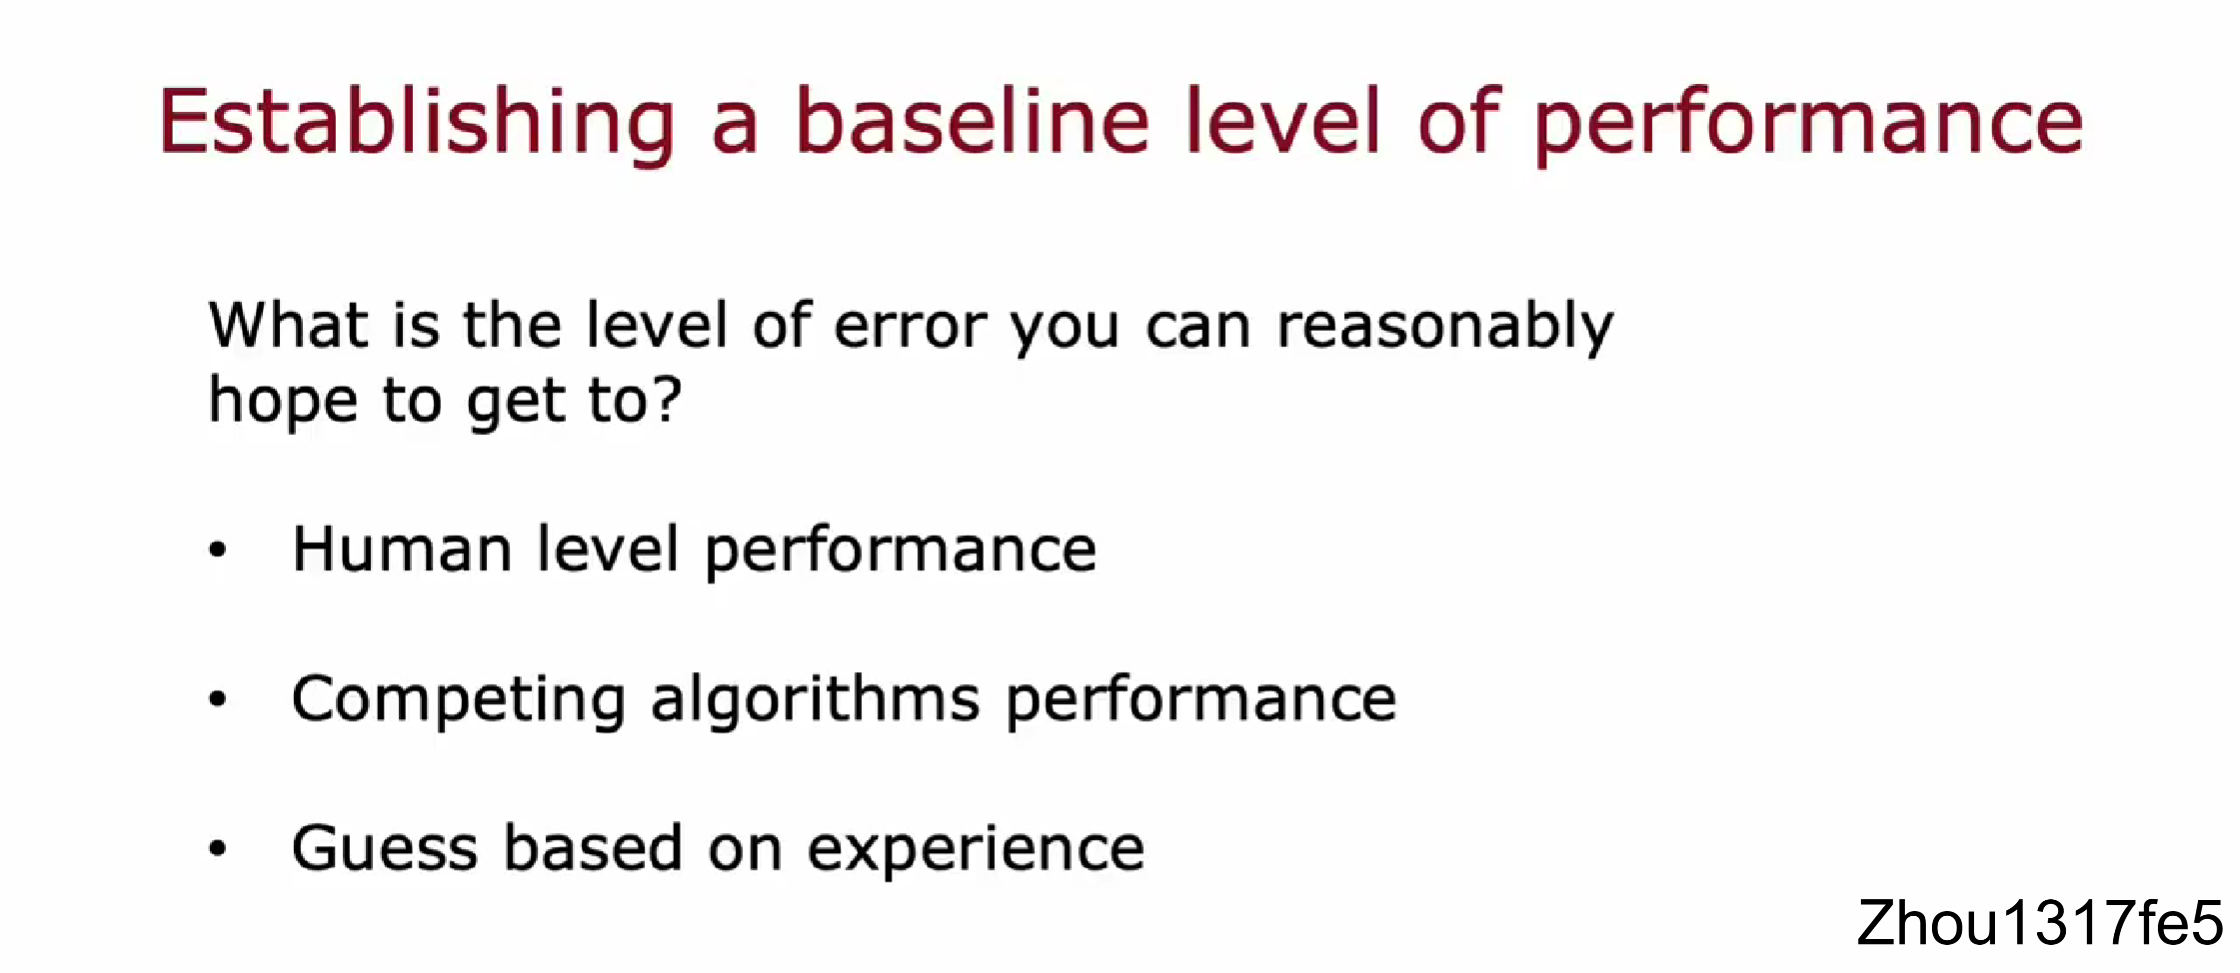 Establishing a baseline level of performance
What is the level of error you can reasonably
hope to get to?
• Human level performance
• Competing algorithms performance
• Guess based on experience
Zhou1317fe5